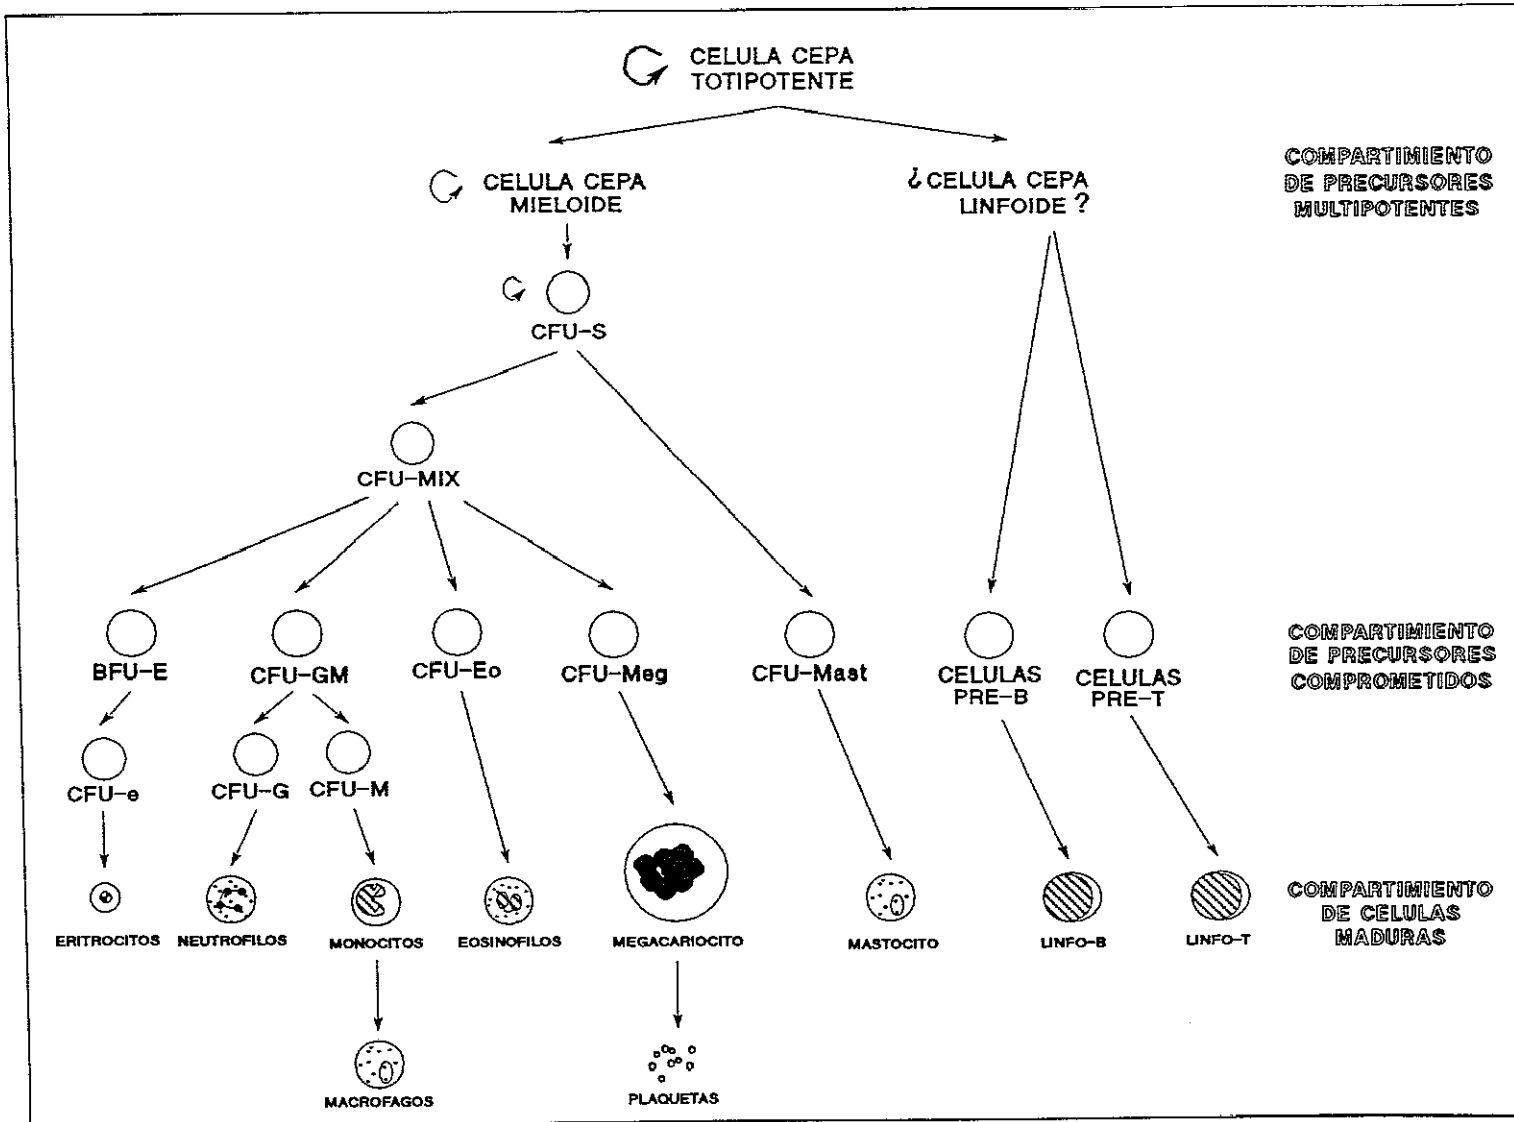 CELULA CEPA
TOTIPOTENTE
CELULA CEPA
MIELOIDE
¿CELULA CEPA
LINFOIDE ?
COMPARTIMIENTO
DE PRECURSORES
MULTIPOTENTES
CFU-S
CFU-MIX
BFU-E
CFU-GM
CFU-Eo
CFU-Meg
CFU-Mast
CELULAS
PRE-B
CELULAS
PRE-T
COMPARTIMIENTO
DE PRECURSORES
COMPROMETIDOS
CFU-e
CFU-G
CFU-M
ERITROCITOS
NEUTROFILOS
MONOCITOS
EOSINOFILOS
MEGACARIOCITO
MASTOCITO
LINFO-B
LINFO-T
COMPARTIMIENTO
DE CELULAS
MADURAS
MACROFAGOS
PLAQUETAS